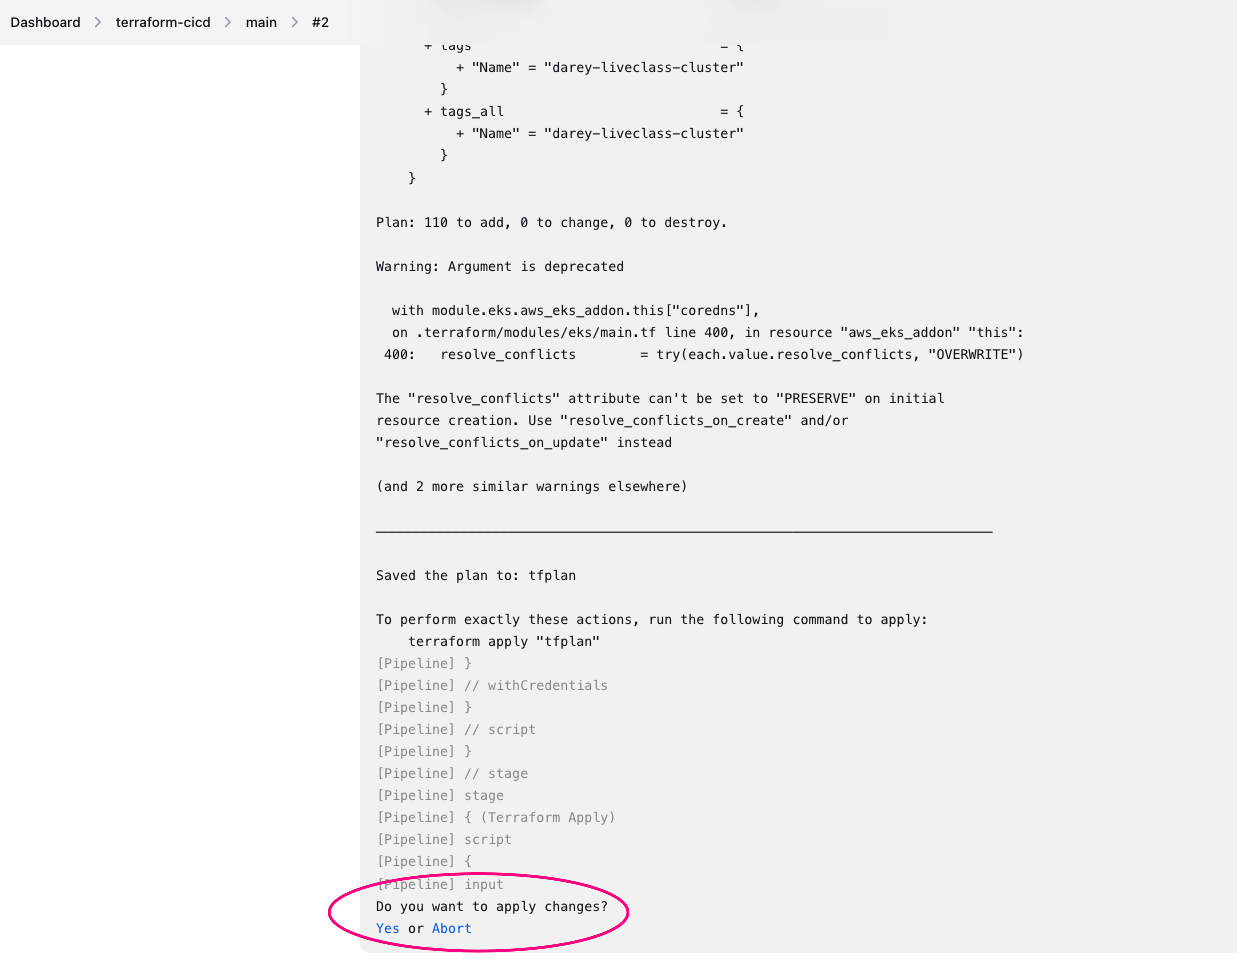 Dashboard > terraform-cicd > main > #2
+ tags = {
+ "Name" = "darey-liveclass-cluster"
}
+ tags_all = {
+ "Name" = "darey-liveclass-cluster"
}
}
Plan: 110 to add, 0 to change, 0 to destroy.
Warning: Argument is deprecated
with module.eks.aws_eks_addon.this["coredns"],
on .terraform/modules/eks/main.tf line 400, in resource "aws_eks_addon" "this":
400: resolve_conflicts = try(each.value.resolve_conflicts, "OVERWRITE")
The "resolve_conflicts" attribute can't be set to "PRESERVE" on initial
resource creation. Use "resolve_conflicts_on_create" and/or
"resolve_conflicts_on_update" instead
(and 2 more similar warnings elsewhere)
Saved the plan to: tfplan
To perform exactly these actions, run the following command to apply:
terraform apply "tfplan"
[Pipeline] }
[Pipeline] // withCredentials
[Pipeline] }
[Pipeline] // script
[Pipeline] }
[Pipeline] // stage
[Pipeline] stage
[Pipeline] { (Terraform Apply)
[Pipeline] script
[Pipeline] {
[Pipeline] input
Do you want to apply changes?
Yes or Abort